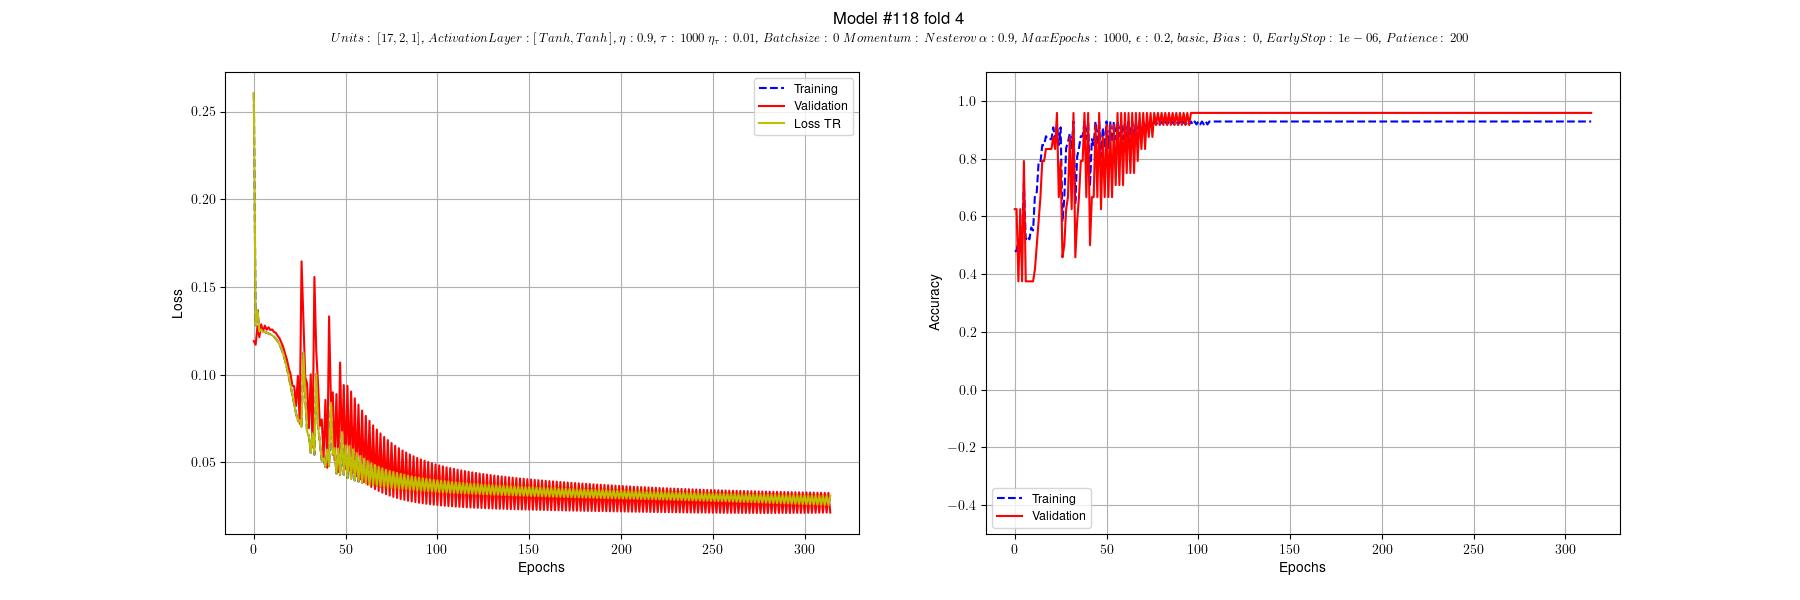 Model #118 fold 4
Units : [17, 2, 1], ActivationLayer : [Tanh, Tanh], η : 0.9, τ : 1000 η_τ : 0.01, Batchsize : 0 Momentum : Nesterov α : 0.9, MaxEpochs : 1000, ϵ : 0.2, basic, Bias : 0, EarlyStop : 1e − 06, Patience : 200
Training
Validation
Loss TR
0.25
0.20
0.15
0.10
0.05
Loss
0 50 100 150 200 250 300
Epochs
1.0
0.8
0.6
0.4
0.2
0.0
−0.2
−0.4
Accuracy
Training
Validation
0 50 100 150 200 250 300
Epochs